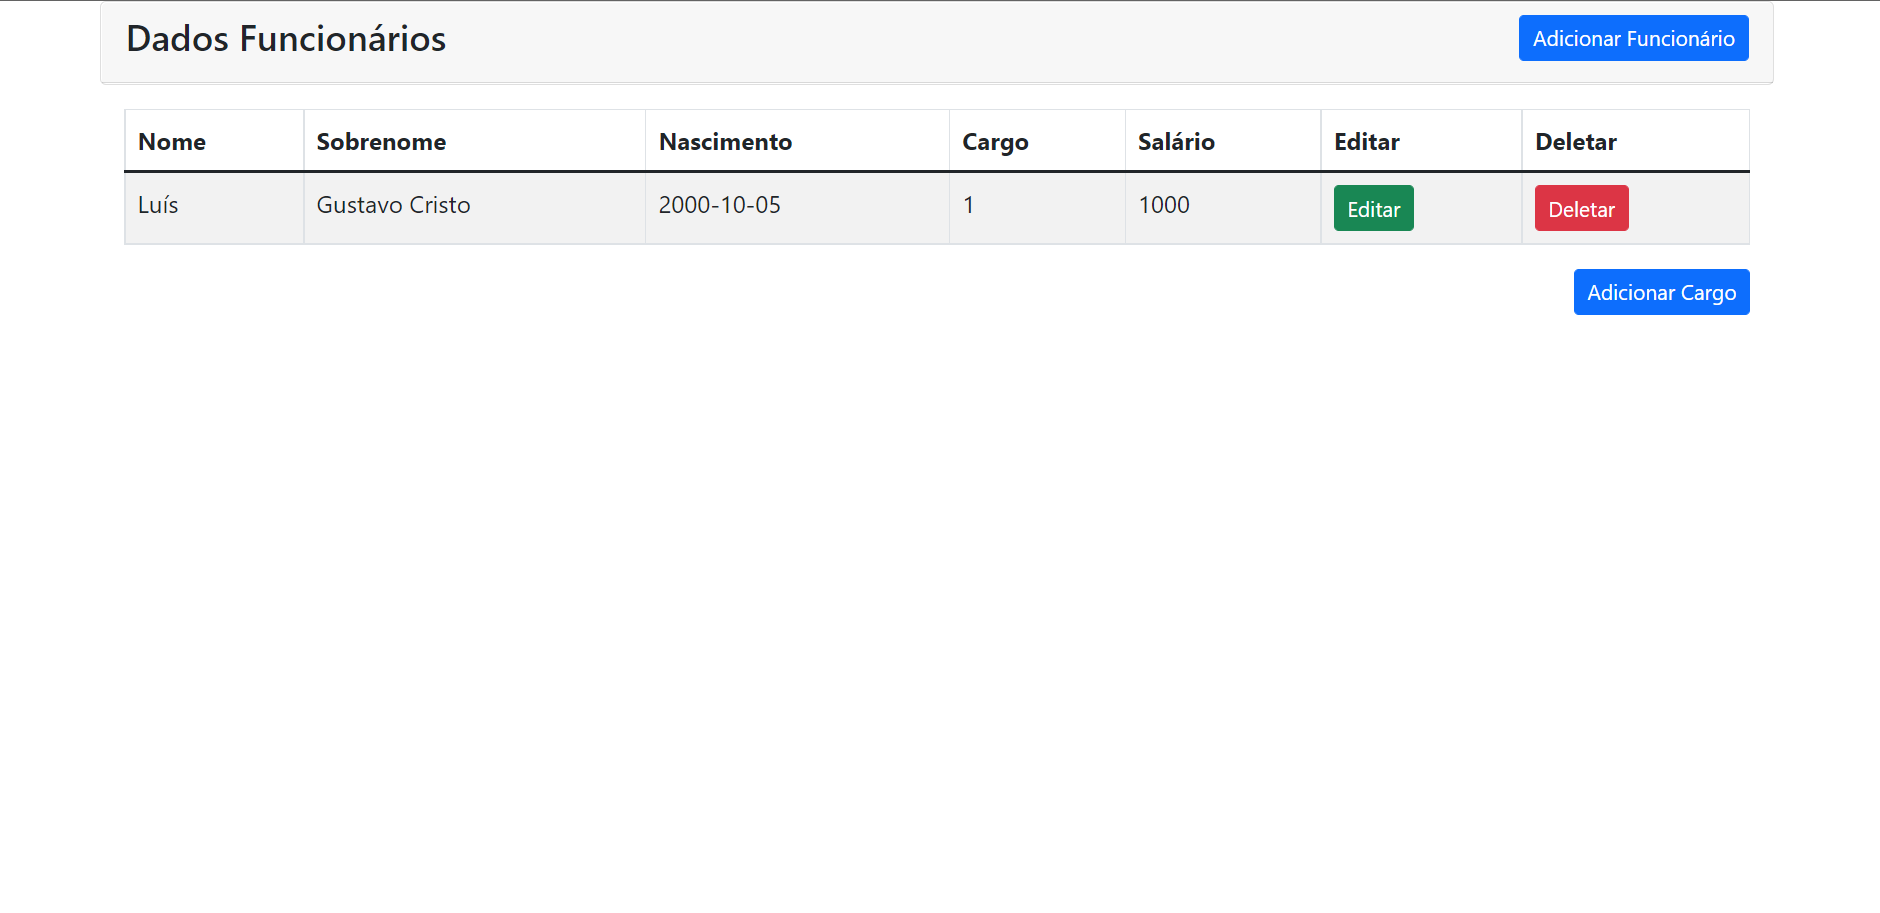 Dados Funcionários
Adicionar Funcionário
Nome Sobrenome Nascimento Cargo Salário Editar Deletar
Luís Gustavo Cristo 2000-10-05 1 1000 Editar Deletar
Adicionar Cargo